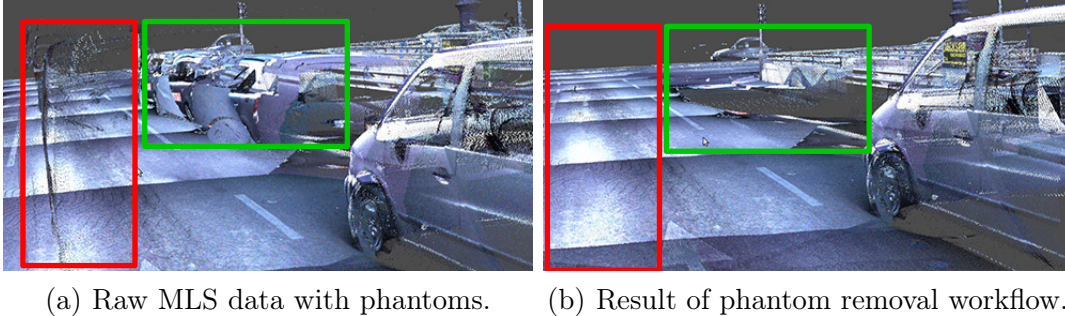 (a) Raw MLS data with phantoms.
(b) Result of phantom removal workflow.